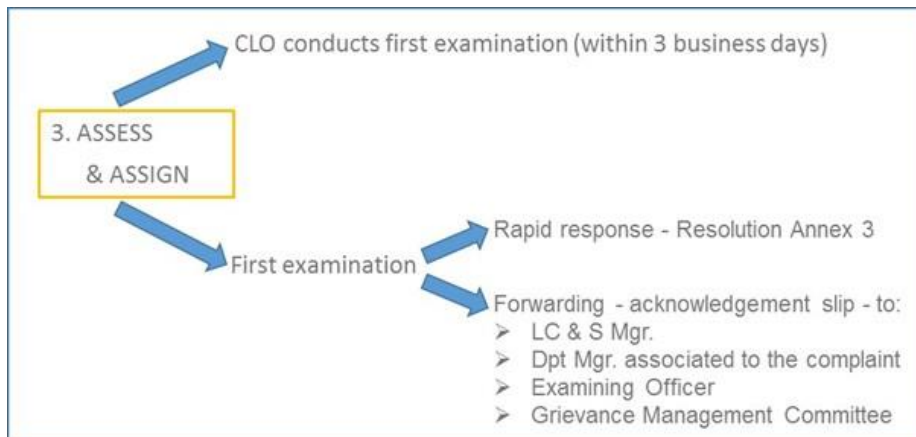 CLO conducts first examination (within 3 business days)
3. ASSESS
& ASSIGN
First examination
Rapid response - Resolution Annex 3
Forwarding - acknowledgement slip - to:
➢ LC & S Mgr.
➢ Dpt Mgr. associated to the complaint
➢ Examining Officer
➢ Grievance Management Committee